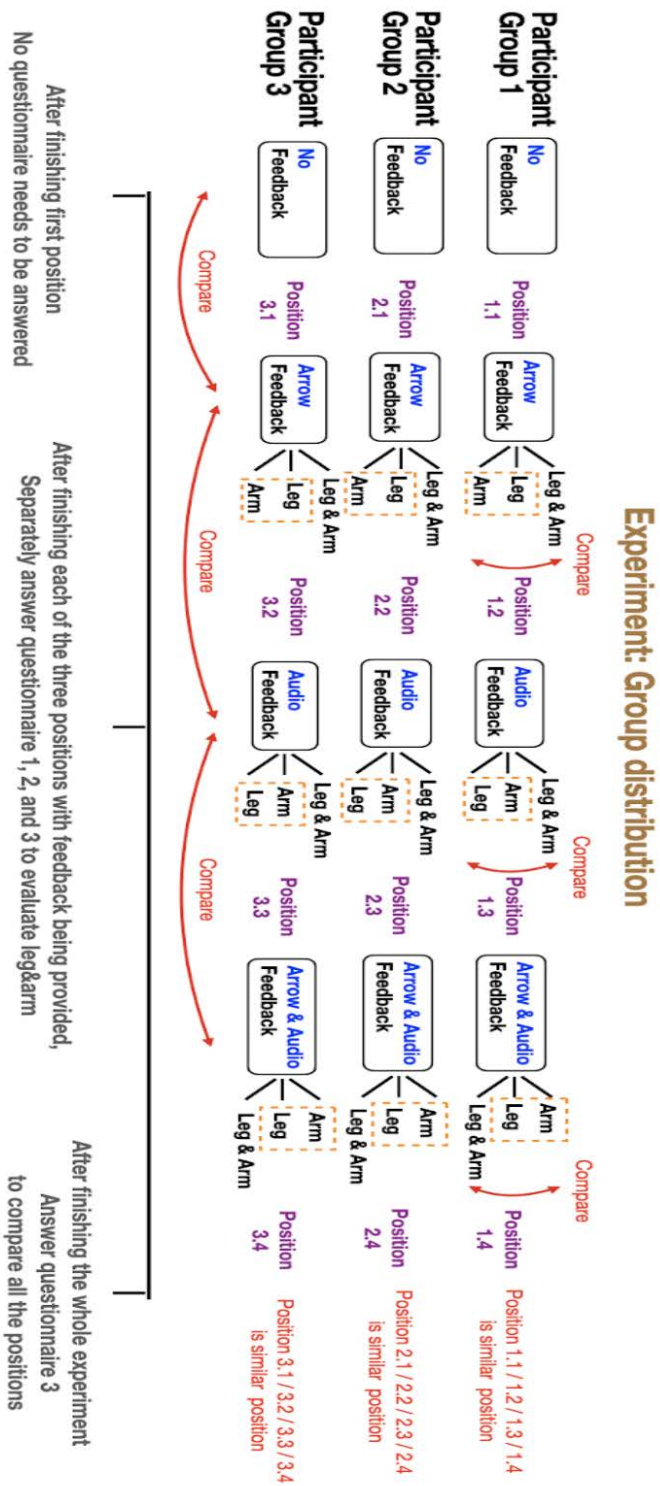 Experiment: Group distribution
Compare
Compare
Compare
Participant
Group 1
No
Feedback
Position
1.1
Arrow
Feedback
Leg & Arm
Leg
Arm
Position
1.2
Audio
Feedback
Leg & Arm
Arm
Leg
Position
1.3
Arrow & Audio
Feedback
Arm
Leg
Leg & Arm
Position
1.4
Position 1.1 / 1.2 / 1.3 / 1.4
is similar position
Participant
Group 2
No
Feedback
Position
2.1
Arrow
Feedback
Leg & Arm
Leg
Arm
Position
2.2
Audio
Feedback
Leg & Arm
Arm
Leg
Position
2.3
Arrow & Audio
Feedback
Arm
Leg
Leg & Arm
Position
2.4
Position 2.1 / 2.2 / 2.3 / 2.4
is similar position
Participant
Group 3
No
Feedback
Position
3.1
Arrow
Feedback
Leg & Arm
Leg
Arm
Position
3.2
Audio
Feedback
Leg & Arm
Arm
Leg
Position
3.3
Arrow & Audio
Feedback
Arm
Leg
Leg & Arm
Position
3.4
Position 3.1 / 3.2 / 3.3 / 3.4
is similar position
Compare
Compare
Compare
After finishing first position
No questionnaire needs to be answered
After finishing each of the three positions with feedback being provided,
Separately answer questionnaire 1, 2, and 3 to evaluate leg&arm
After finishing the whole experiment
Answer questionnaire 3
to compare all the positions